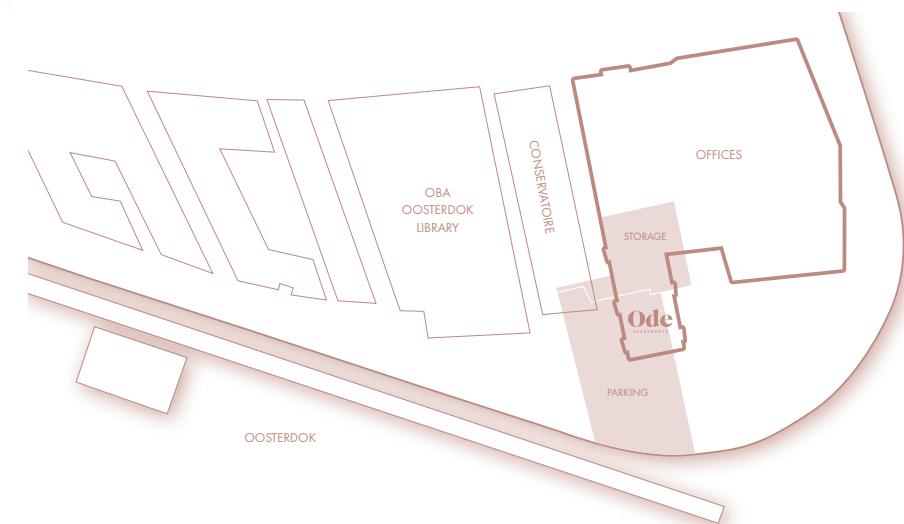 OFFICES
CONSERVATOIRE
OBA
OOSTERDOK
LIBRARY
STORAGE
Ode
APARTMENTS
PARKING
OOSTERDOK